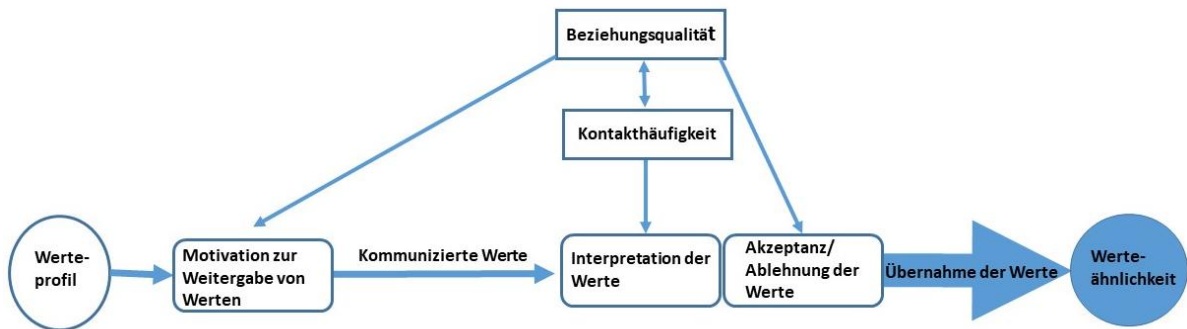 Beziehungsqualität
Kontakthäufigkeit
Werte-
profil
Motivation zur
Weitergabe von
Werten
Kommunizierte Werte
Interpretation der
Werte
Akzeptanz/
Ablehnung der
Werte
Übernahme der Werte
Werte-
ähnlichkeit